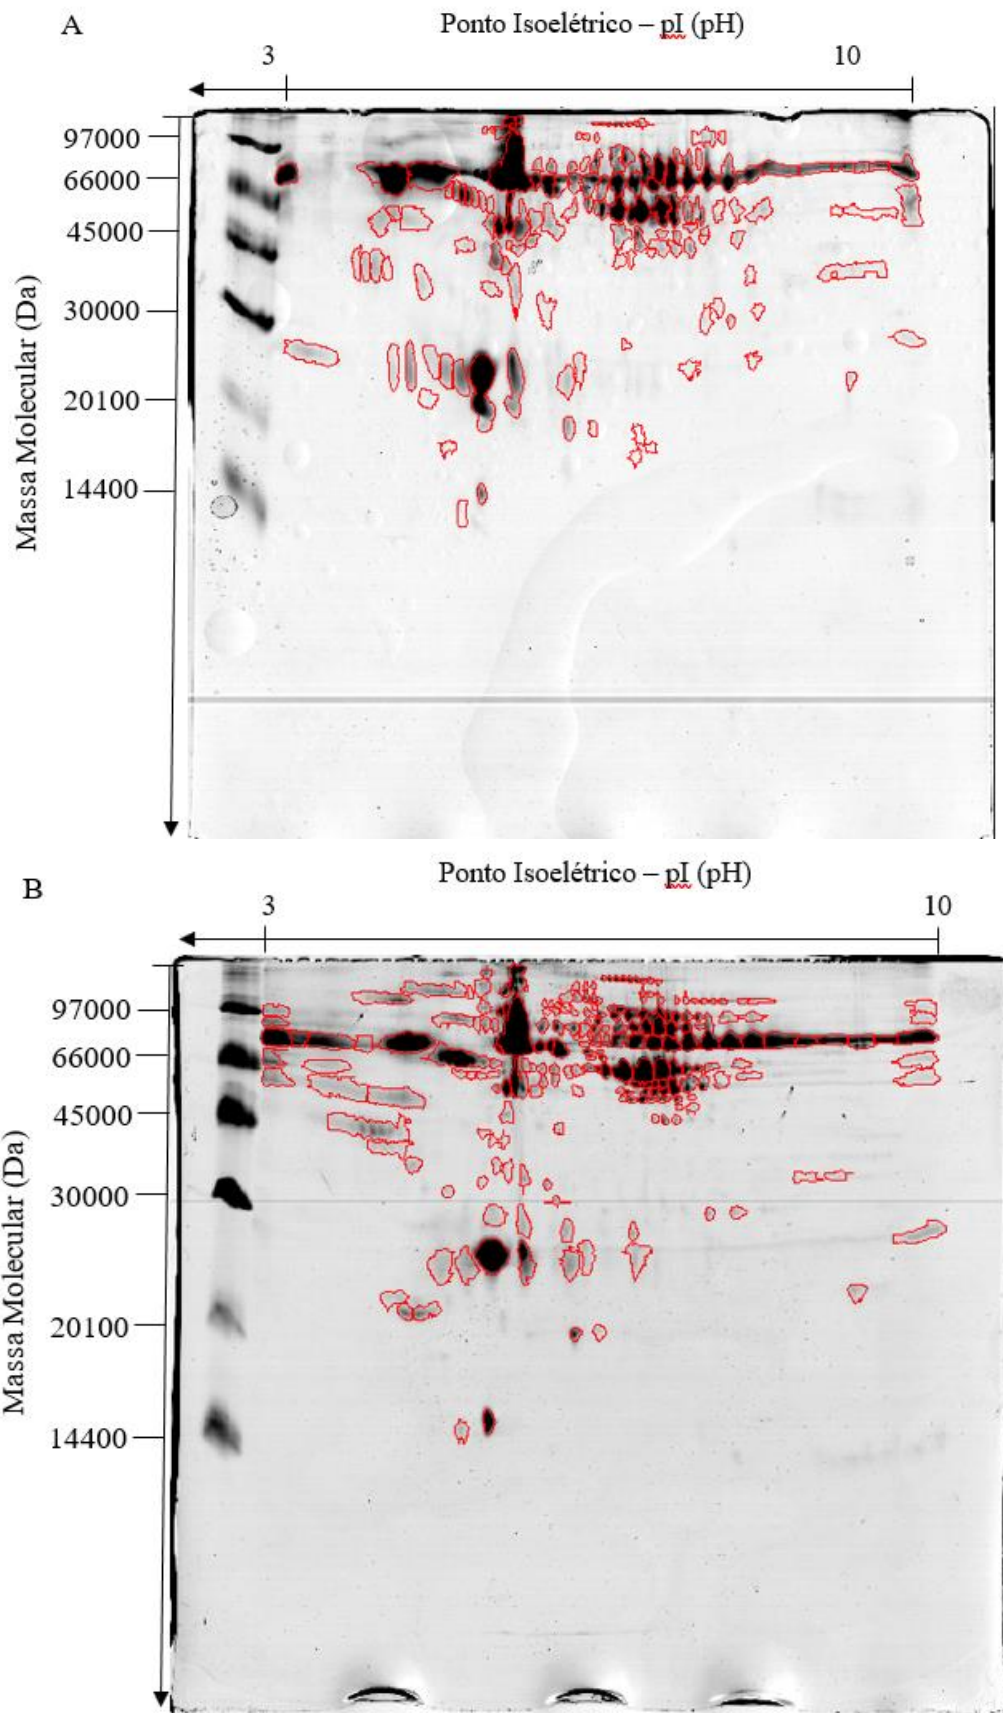 A
Ponto Isoelétrico – pI (pH)
3 10
97000
66000
45000
30000
20100
14400
Massa Molecular (Da)
B
Ponto Isoelétrico – pI (pH)
3 10
97000
66000
45000
30000
20100
14400
Massa Molecular (Da)